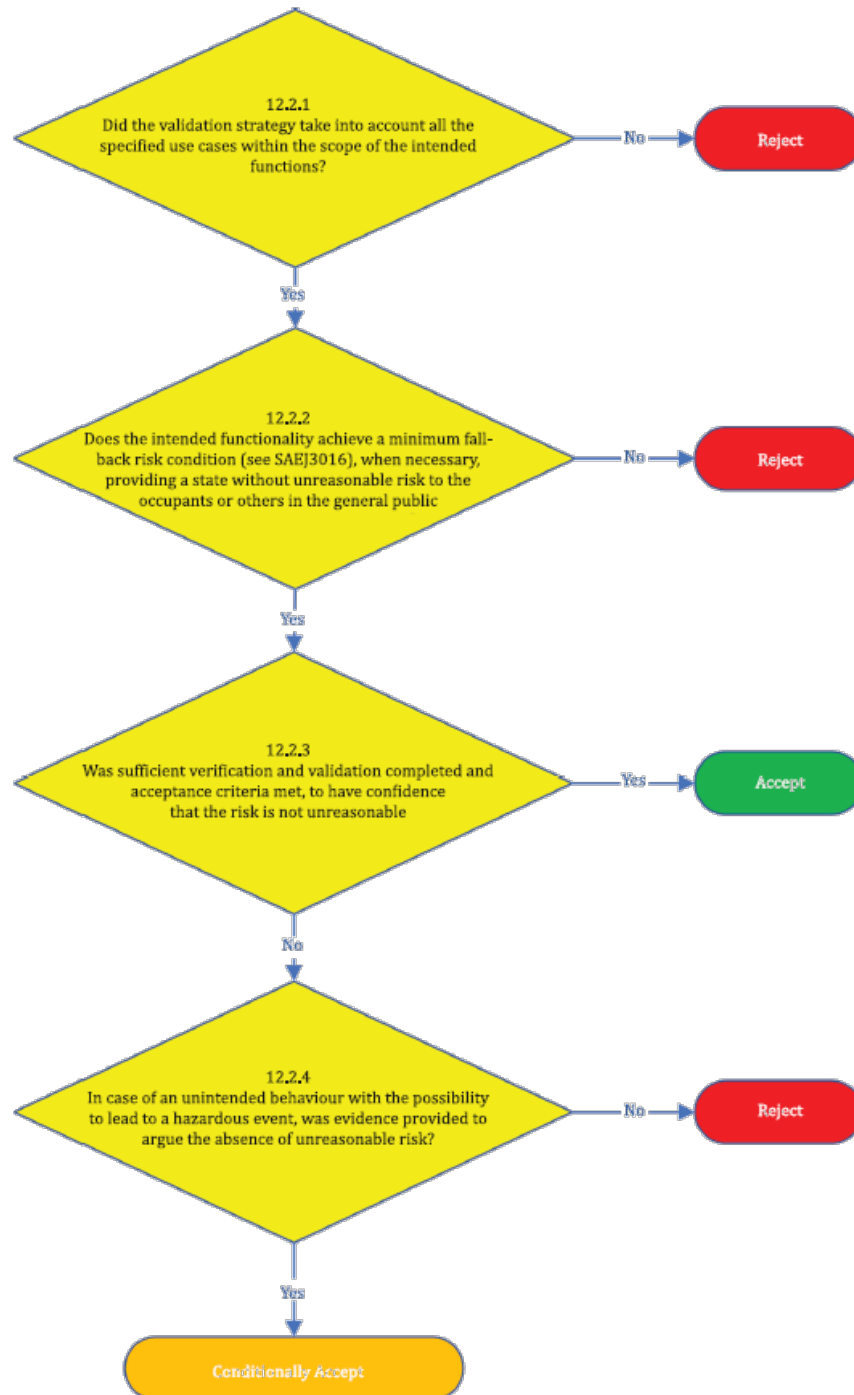 12.2.1
Did the validation strategy take into account all the
specified use cases within the scope of the intended
functions?
No
Reject
Yes
12.2.2
Does the intended functionality achieve a minimum fall-
back risk condition (see SAEJ3016), when necessary,
providing a state without unreasonable risk to the
occupants or others in the general public
No
Reject
Yes
12.2.3
Was sufficient verification and validation completed and
acceptance criteria met, to have confidence
that the risk is not unreasonable
Yes
Accept
No
12.2.4
In case of an unintended behaviour with the possibility
to lead to a hazardous event, was evidence provided to
argue the absence of unreasonable risk?
No
Reject
Yes
Conditionally Accept